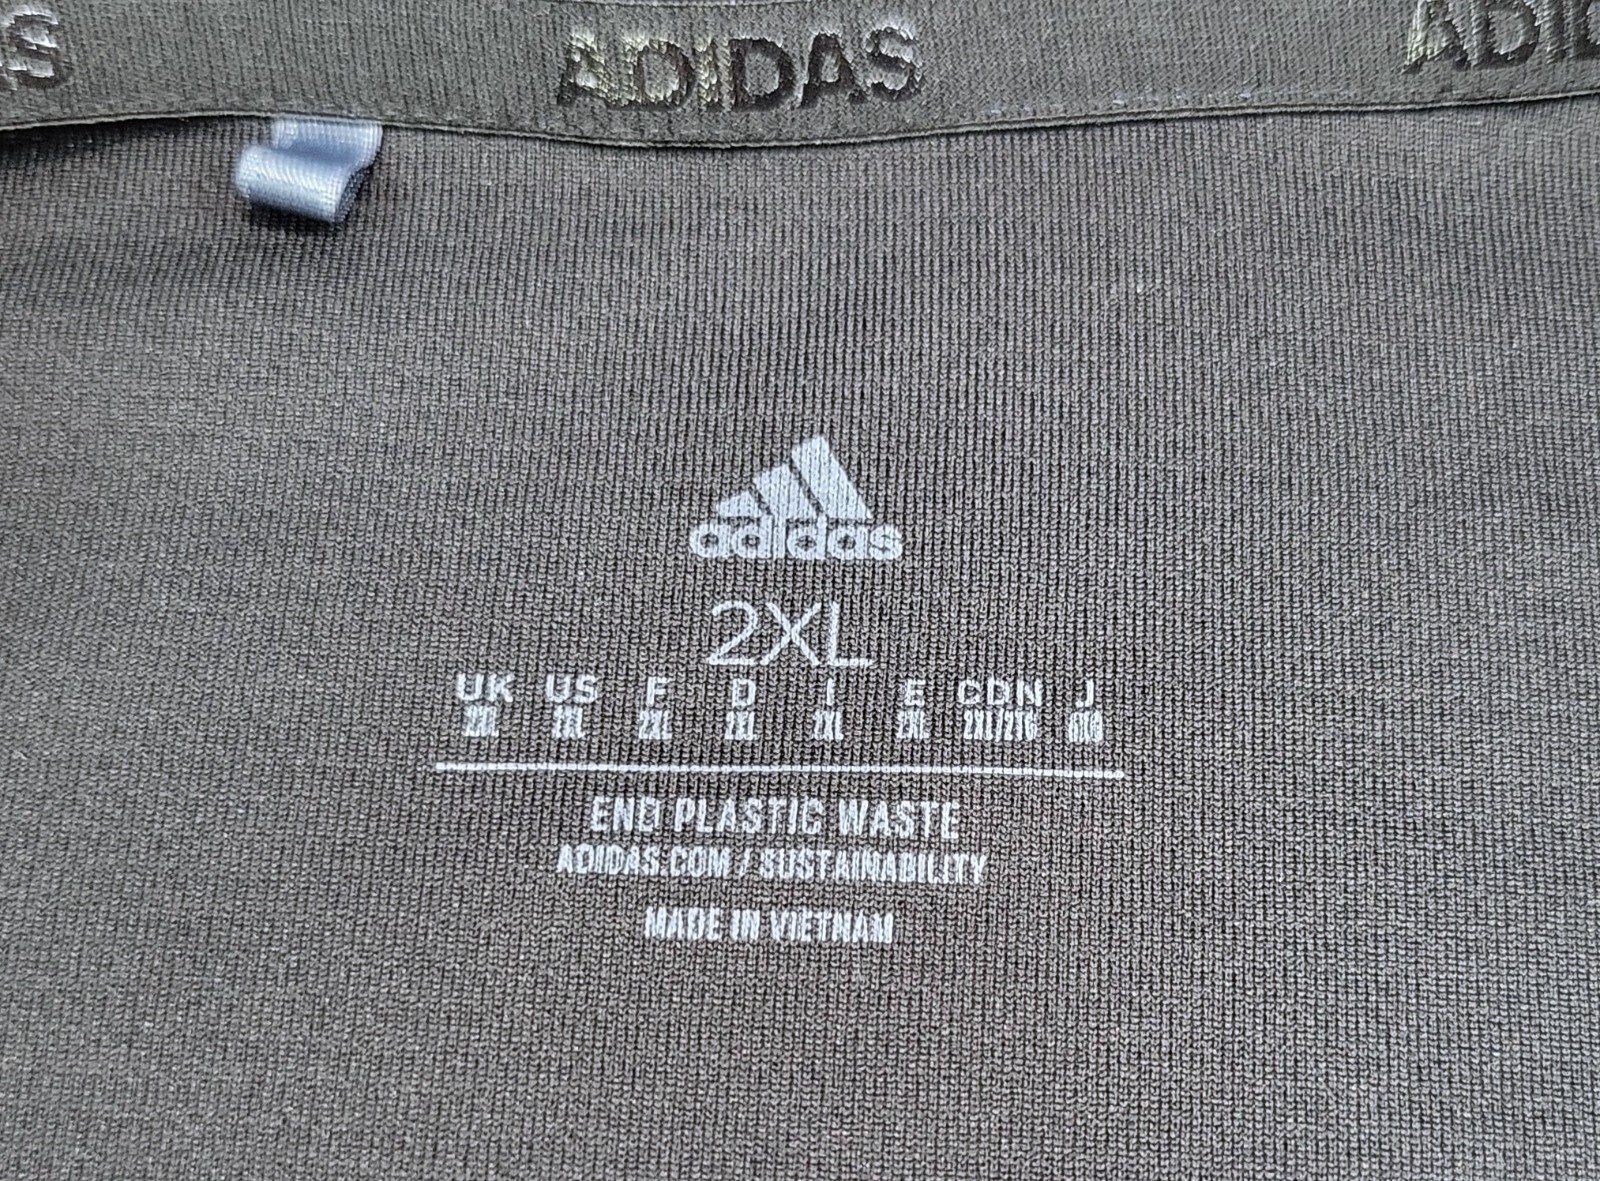 ADIDAS
adidas
2XL
UK US F D I E CDN J
2XL 2XL 2XL 2XL 2XL 2XL 2XL/2TG
END PLASTIC WASTE
ADIDAS.COM / SUSTAINABILITY
MADE IN VIETNAM